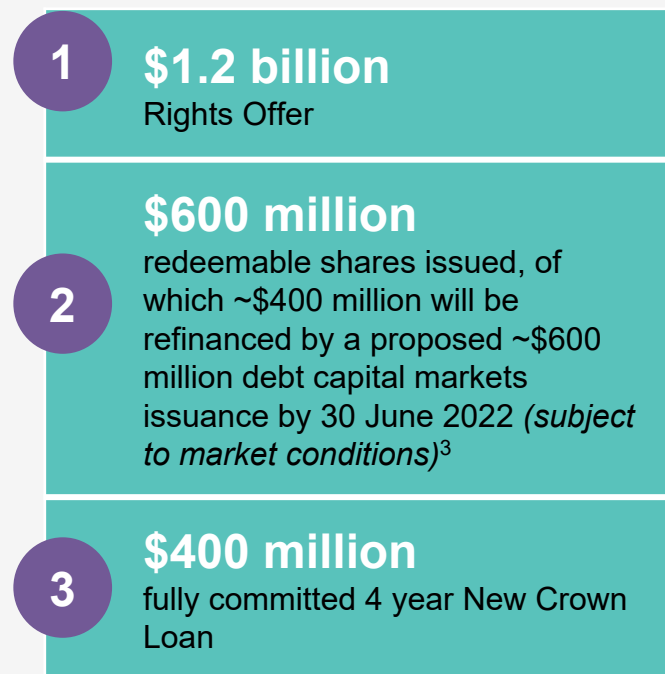 1
$1.2 billion
Rights Offer
2
$600 million
redeemable shares issued, of
which ~$400 million will be
refinanced by a proposed ~$600
million debt capital markets
issuance by 30 June 2022 (subject
to market conditions)3
3
$400 million
fully committed 4 year New Crown
Loan